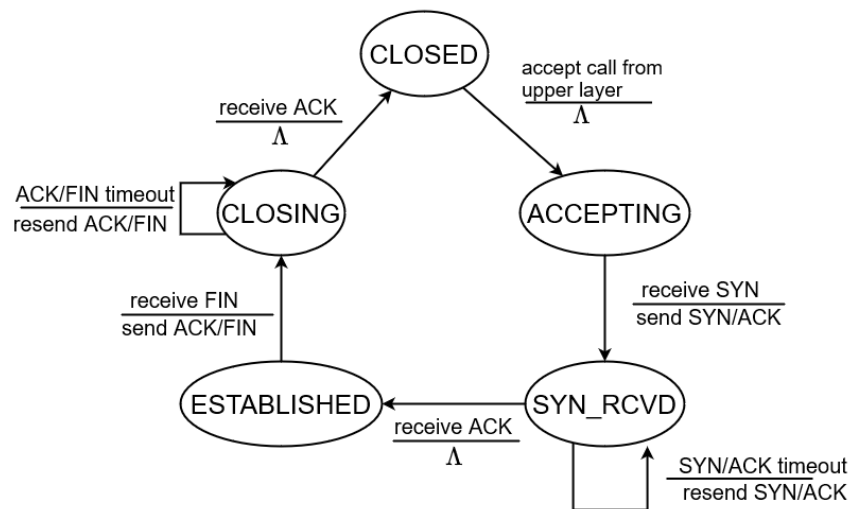 CLOSED
accept call from
upper layer
Λ
receive ACK
Λ
ACK/FIN timeout
resend ACK/FIN
CLOSING
ACCEPTING
receive FIN
send ACK/FIN
receive SYN
send SYN/ACK
ESTABLISHED
receive ACK
Λ
SYN_RCVD
SYN/ACK timeout
resend SYN/ACK